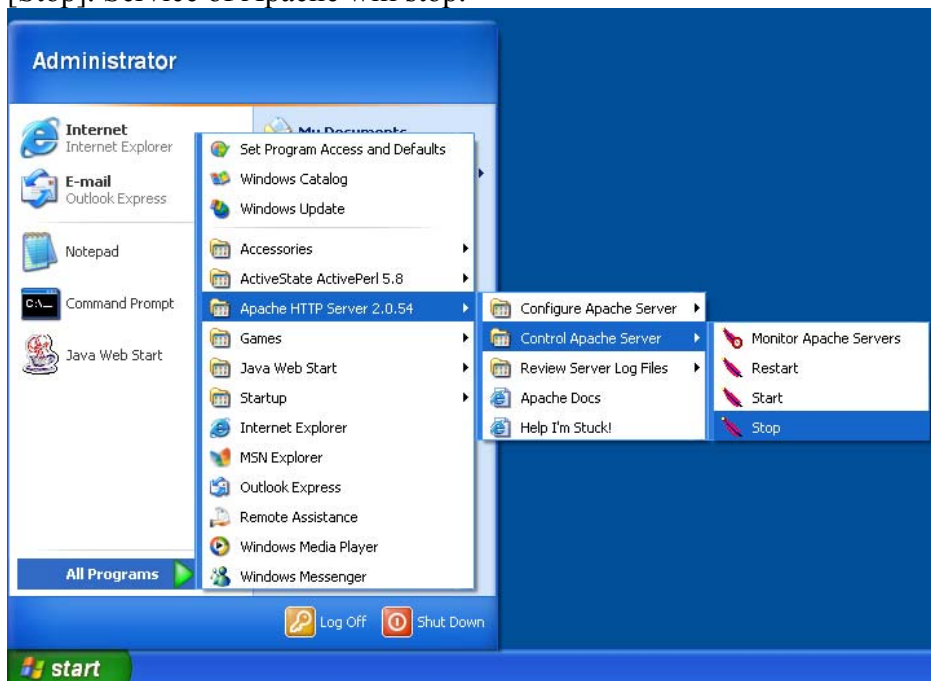 [Stop]. Service of Apache will stop.
Administrator
Internet
Internet Explorer
E-mail
Outlook Express
Notepad
C:\_
Command Prompt
Java Web Start
All Programs
My Documents
Set Program Access and Defaults
Windows Catalog
Windows Update
Accessories
ActiveState ActivePerl 5.8
Apache HTTP Server 2.0.54
Games
Java Web Start
Startup
Internet Explorer
MSN Explorer
Outlook Express
Remote Assistance
Windows Media Player
Windows Messenger
Configure Apache Server
Control Apache Server
Review Server Log Files
Apache Docs
Help I'm Stuck!
Monitor Apache Servers
Restart
Start
Stop
Log Off
Shut Down
start